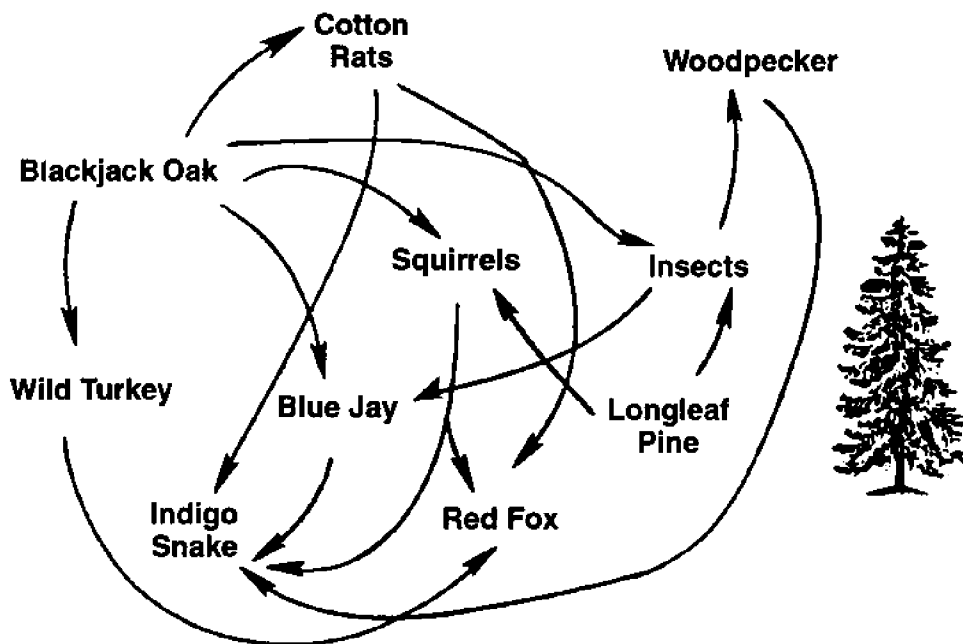 Cotton
Rats
Woodpecker
Blackjack Oak
Squirrels
Insects
Wild Turkey
Blue Jay
Longleaf
Pine
Indigo
Snake
Red Fox